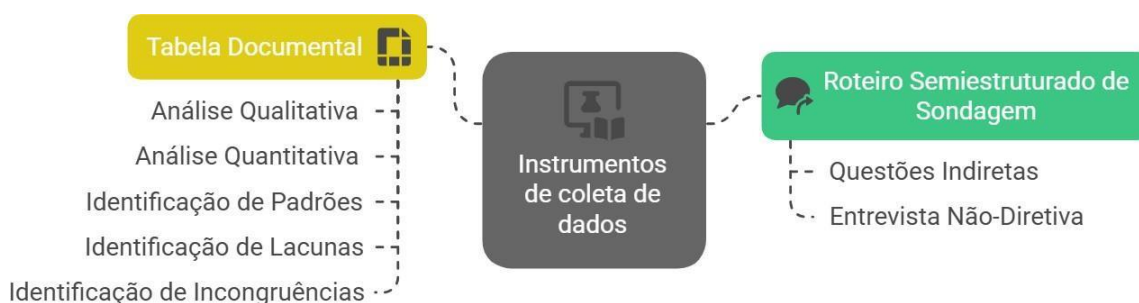 Tabela Documental
Análise Qualitativa
Análise Quantitativa
Identificação de Padrões
Identificação de Lacunas
Identificação de Incongruências
Instrumentos
de coleta de
dados
Roteiro Semiestruturado de
Sondagem
Questões Indiretas
Entrevista Não-Diretiva